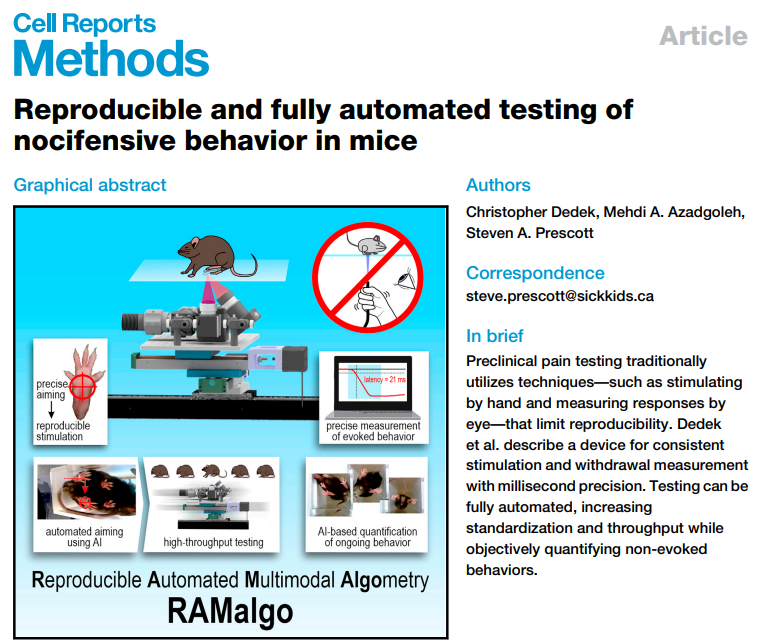 Cell Reports
Methods
Article
Reproducible and fully automated testing of
nocifensive behavior in mice
Graphical abstract
precise
aiming
reproducible
stimulation
latency = 21 ms
precise measurement
of evoked behavior
automated aiming
using AI
high-throughput testing
AI-based quantification
of ongoing behavior
Reproducible Automated Multimodal Algometry
RAMalgo
Authors
Christopher Dedek, Mehdi A. Azadgoleh,
Steven A. Prescott
Correspondence
steve.prescott@sickkids.ca
In brief
Preclinical pain testing traditionally
utilizes techniques—such as stimulating
by hand and measuring responses by
eye—that limit reproducibility. Dedek
et al. describe a device for consistent
stimulation and withdrawal measurement
with millisecond precision. Testing can be
fully automated, increasing
standardization and throughput while
objectively quantifying non-evoked
behaviors.